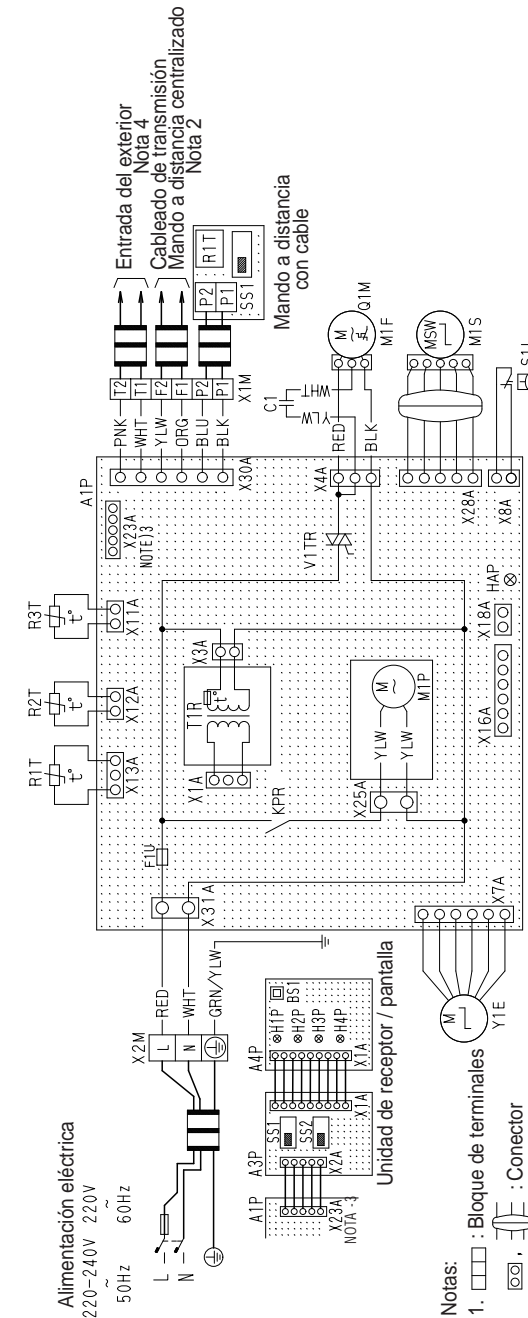 Alimentación eléctrica
220-240V 220V
~ ~
50Hz 60Hz
L
N
X2M
L
N
RED
WHT
GRN/YLW
X31A
F1U
R1T
t°
X13A
R2T
t°
X12A
R3T
t°
X11A
X23A
NOTE)3
A1P
X1A
T1R
t°
X3A
KPR
X25A
YLW
YLW
M
~
M1P
V1TR
X16A
X18A
HAP
PNK
WHT
YLW
ORG
BLU
BLK
X30A
T2
T1
F2
F1
P2
P1
X1M
Entrada del exterior
Nota 4
Cableado de transmisión
Mando a distancia centralizado
Nota 2
P2
P1
R1T
SS1
Mando a distancia
con cable
C1
YLW
WHT
RED
BLK
X4A
M
~
Q1M
M1F
X28A
MSW
M1S
X8A
S1L
X7A
M
Y1E
A1P
X23A
NOTA -3
A3P
X2A
SS1
SS2
X1A
A4P
X1A
BS1
H1P
H2P
H3P
H4P
Unidad de receptor / pantalla
Notas:
1. : Bloque de terminales
, : Conector